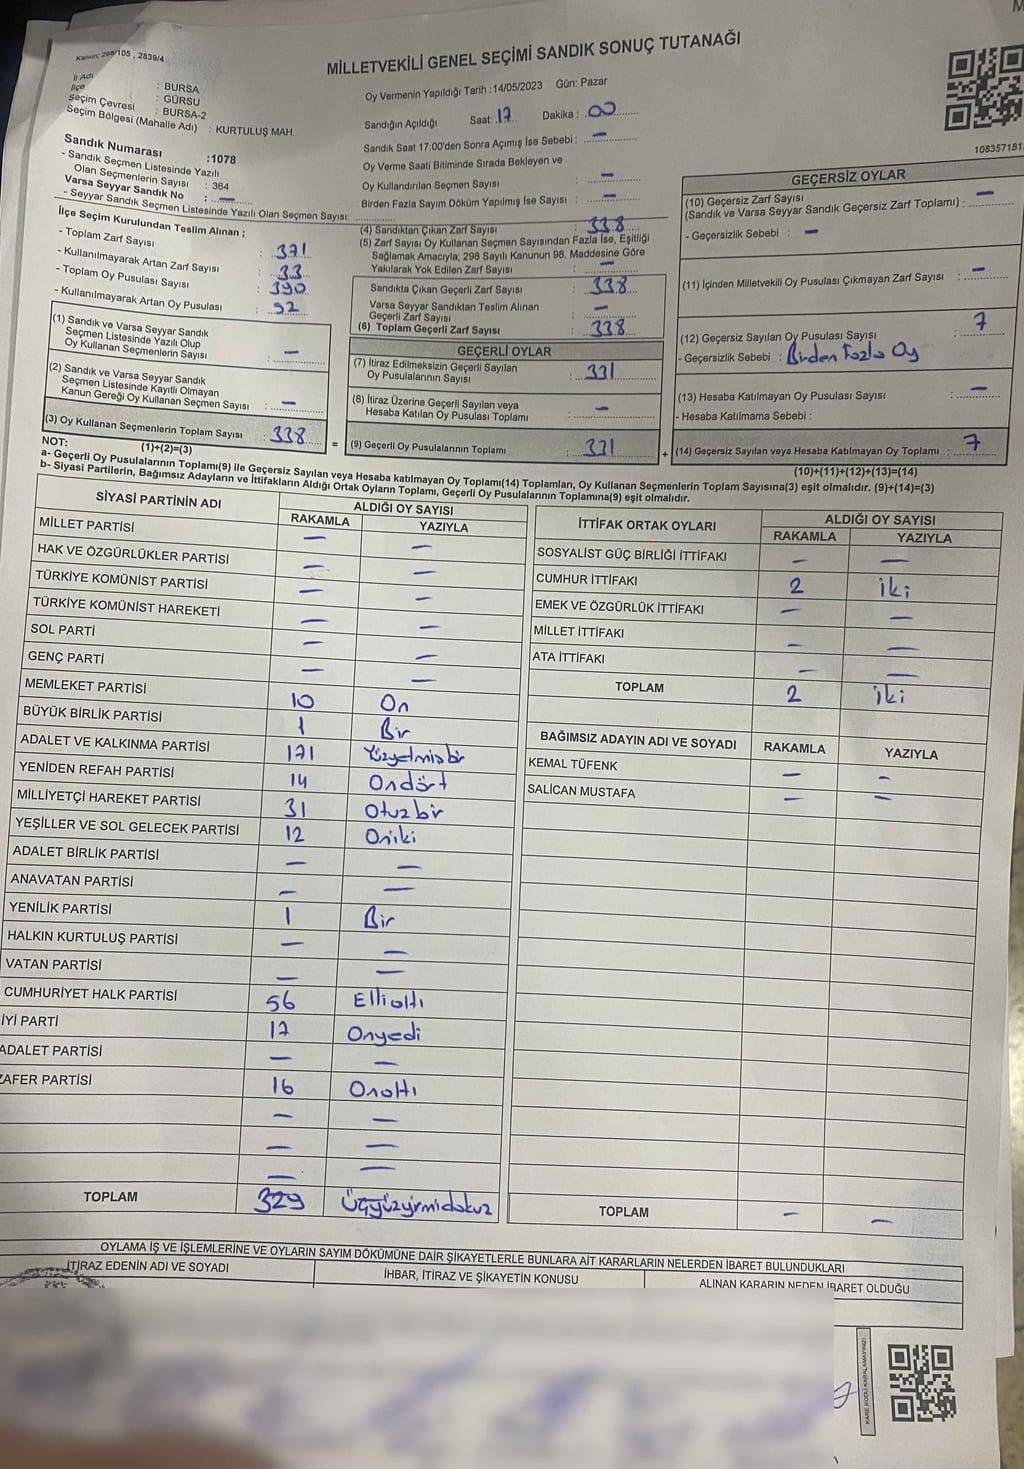 Kanun: 298/105 , 2839/4
MİLLETVEKİLİ GENEL SEÇİMİ SANDIK SONUÇ TUTANAĞI
İl Adı : BURSA
İlçe : GÜRSU
Seçim Çevresi : BURSA-2
Seçim Bölgesi (Mahalle Adı) : KURTULUŞ MAH.
Oy Vermenin Yapıldığı Tarih :14/05/2023 Gün: Pazar
Sandığın Açıldığı Saat: 17 Dakika : 00
Sandık Saat 17:00'den Sonra Açımış İse Sebebi : —
Oy Verme Saati Bitiminde Sırada Bekleyen ve
Oy Kullandırılan Seçmen Sayısı : —
Birden Fazla Sayım Döküm Yapılmış İse Sayısı : —
108357181
Sandık Numarası :1078
- Sandık Seçmen Listesinde Yazılı
Olan Seçmenlerin Sayısı : 364
Varsa Seyyar Sandık No : —
- Seyyar Sandık Seçmen Listesinde Yazılı Olan Seçmen Sayısı:
İlçe Seçim Kurulundan Teslim Alınan ;
- Toplam Zarf Sayısı : 371
- Kullanılmayarak Artan Zarf Sayısı : 33
- Toplam Oy Pusulası Sayısı : 390
- Kullanılmayarak Artan Oy Pusulası : 52
(1) Sandık ve Varsa Seyyar Sandık
Seçmen Listesinde Yazılı Olup
Oy Kullanan Seçmenlerin Sayısı : —
(2) Sandık ve Varsa Seyyar Sandık
Seçmen Listesinde Kayıtlı Olmayan
Kanun Gereği Oy Kullanan Seçmen Sayısı : —
(3) Oy Kullanan Seçmenlerin Toplam Sayısı : 338
(1)+(2)=(3)
(4) Sandıktan Çıkan Zarf Sayısı : 338
(5) Zarf Sayısı Oy Kullanan Seçmen Sayısından Fazla İse, Eşitliği
Sağlamak Amacıyla; 298 Sayılı Kanunun 98. Maddesine Göre
Yakılarak Yok Edilen Zarf Sayısı : —
Sandıkta Çıkan Geçerli Zarf Sayısı : 338
Varsa Seyyar Sandıktan Teslim Alınan
Geçerli Zarf Sayısı : —
(6) Toplam Geçerli Zarf Sayısı : 338
GEÇERLİ OYLAR
(7) İtiraz Edilmeksizin Geçerli Sayılan
Oy Pusulalarının Sayısı : 331
(8) İtiraz Üzerine Geçerli Sayılan veya
Hesaba Katılan Oy Pusulası Toplamı : —
= (9) Geçerli Oy Pusulalarının Toplamı : 331
GEÇERSİZ OYLAR
(10) Geçersiz Zarf Sayısı
(Sandık ve Varsa Seyyar Sandık Geçersiz Zarf Toplamı) : —
- Geçersizlik Sebebi : —
(11) İçinden Milletvekili Oy Pusulası Çıkmayan Zarf Sayısı : —
(12) Geçersiz Sayılan Oy Pusulası Sayısı : 7
- Geçersizlik Sebebi : Birden Fazla Oy
(13) Hesaba Katılmayan Oy Pusulası Sayısı : —
- Hesaba Katılmama Sebebi :
+ (14) Geçersiz Sayılan veya Hesaba Katılmayan Oy Toplamı : 7
(10)+(11)+(12)+(13)=(14)
NOT:
a- Geçerli Oy Pusulalarının Toplamı(9) ile Geçersiz Sayılan veya Hesaba katılmayan Oy Toplamı(14) Toplamları, Oy Kullanan Seçmenlerin Toplam Sayısına(3) eşit olmalıdır. (9)+(14)=(3)
b- Siyasi Partilerin, Bağımsız Adayların ve İttifakların Aldığı Ortak Oyların Toplamı, Geçerli Oy Pusulalarının Toplamına(9) eşit olmalıdır.
SİYASİ PARTİNİN ADI ALDIĞI OY SAYISI
RAKAMLA YAZIYLA
MİLLET PARTİSİ — —
HAK VE ÖZGÜRLÜKLER PARTİSİ — —
TÜRKİYE KOMÜNİST PARTİSİ — —
TÜRKİYE KOMÜNİST HAREKETİ — —
SOL PARTİ — —
GENÇ PARTİ — —
MEMLEKET PARTİSİ 10 On
BÜYÜK BİRLİK PARTİSİ 1 Bir
ADALET VE KALKINMA PARTİSİ 171 Yüzyetmişbir
YENİDEN REFAH PARTİSİ 14 Ondört
MİLLİYETÇİ HAREKET PARTİSİ 31 Otuzbir
YEŞİLLER VE SOL GELECEK PARTİSİ 12 Oniki
ADALET BİRLİK PARTİSİ — —
ANAVATAN PARTİSİ — —
YENİLİK PARTİSİ 1 Bir
HALKIN KURTULUŞ PARTİSİ — —
VATAN PARTİSİ — —
CUMHURİYET HALK PARTİSİ 56 Ellialtı
İYİ PARTİ 17 Onyedi
ADALET PARTİSİ — —
ZAFER PARTİSİ 16 Onaltı
— —
— —
— —
TOPLAM 329 Üçyüzyirmidokuz
İTTİFAK ORTAK OYLARI ALDIĞI OY SAYISI
RAKAMLA YAZIYLA
SOSYALİST GÜÇ BİRLİĞİ İTTİFAKI — —
CUMHUR İTTİFAKI 2 iki
EMEK VE ÖZGÜRLÜK İTTİFAKI — —
MİLLET İTTİFAKI — —
ATA İTTİFAKI — —
TOPLAM 2 iki
BAĞIMSIZ ADAYIN ADI VE SOYADI RAKAMLA YAZIYLA
KEMAL TÜFENK — —
SALİCAN MUSTAFA — —
TOPLAM — —
OYLAMA İŞ VE İŞLEMLERİNE VE OYLARIN SAYIM DÖKÜMÜNE DAİR ŞİKAYETLERLE BUNLARA AİT KARARLARIN NELERDEN İBARET BULUNDUKLARI
İTİRAZ EDENİN ADI VE SOYADI İHBAR, İTİRAZ VE ŞİKAYETİN KONUSU ALINAN KARARIN NEDEN İBARET OLDUĞU
KARE KODU KARALAMAYINIZ!